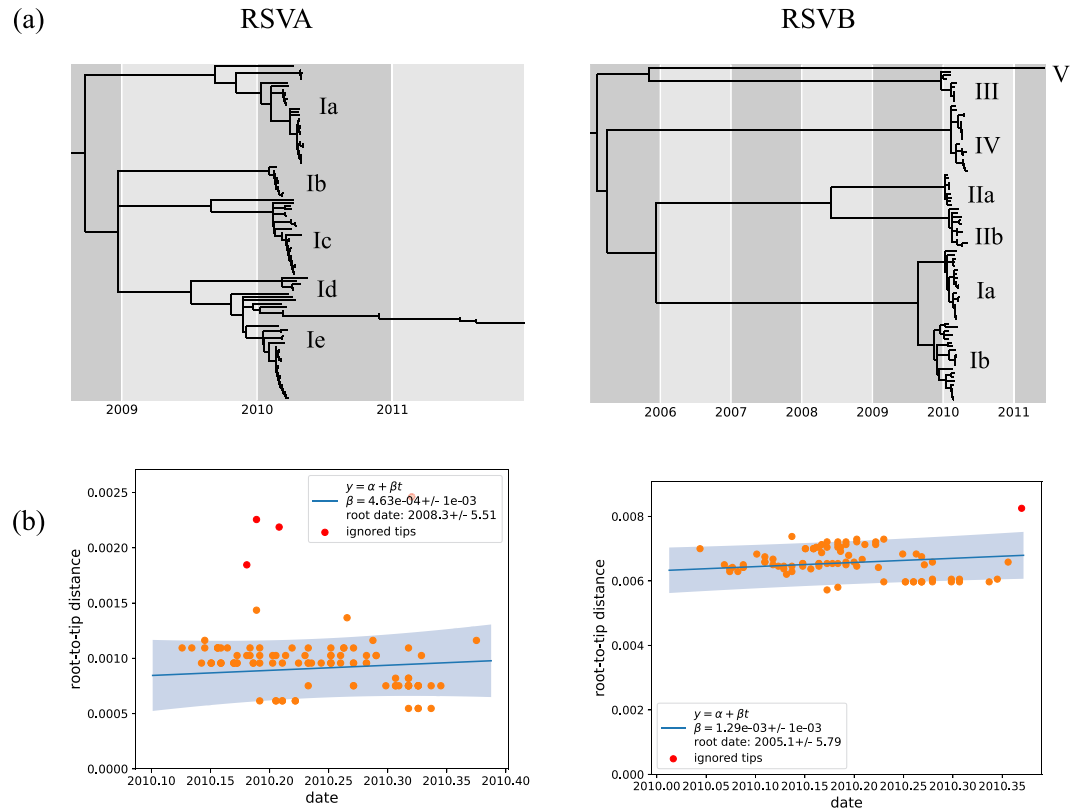 (a)
RSVA
RSVB
Ia
Ib
Ic
Id
Ie
2009
2010
2011
V
III
IV
IIa
IIb
Ia
Ib
2006
2007
2008
2009
2010
2011
(b)
root-to-tip distance
0.0025
0.0020
0.0015
0.0010
0.0005
0.0000
y = α + βt
β = 4.63e-04+/- 1e-03
root date: 2008.3+/- 5.51
ignored tips
2010.10
2010.15
2010.20
2010.25
2010.30
2010.35
2010.40
date
root-to-tip distance
0.008
0.006
0.004
0.002
0.000
y = α + βt
β = 1.29e-03+/- 1e-03
root date: 2005.1+/- 5.79
ignored tips
2010.00
2010.05
2010.10
2010.15
2010.20
2010.25
2010.30
2010.35
date